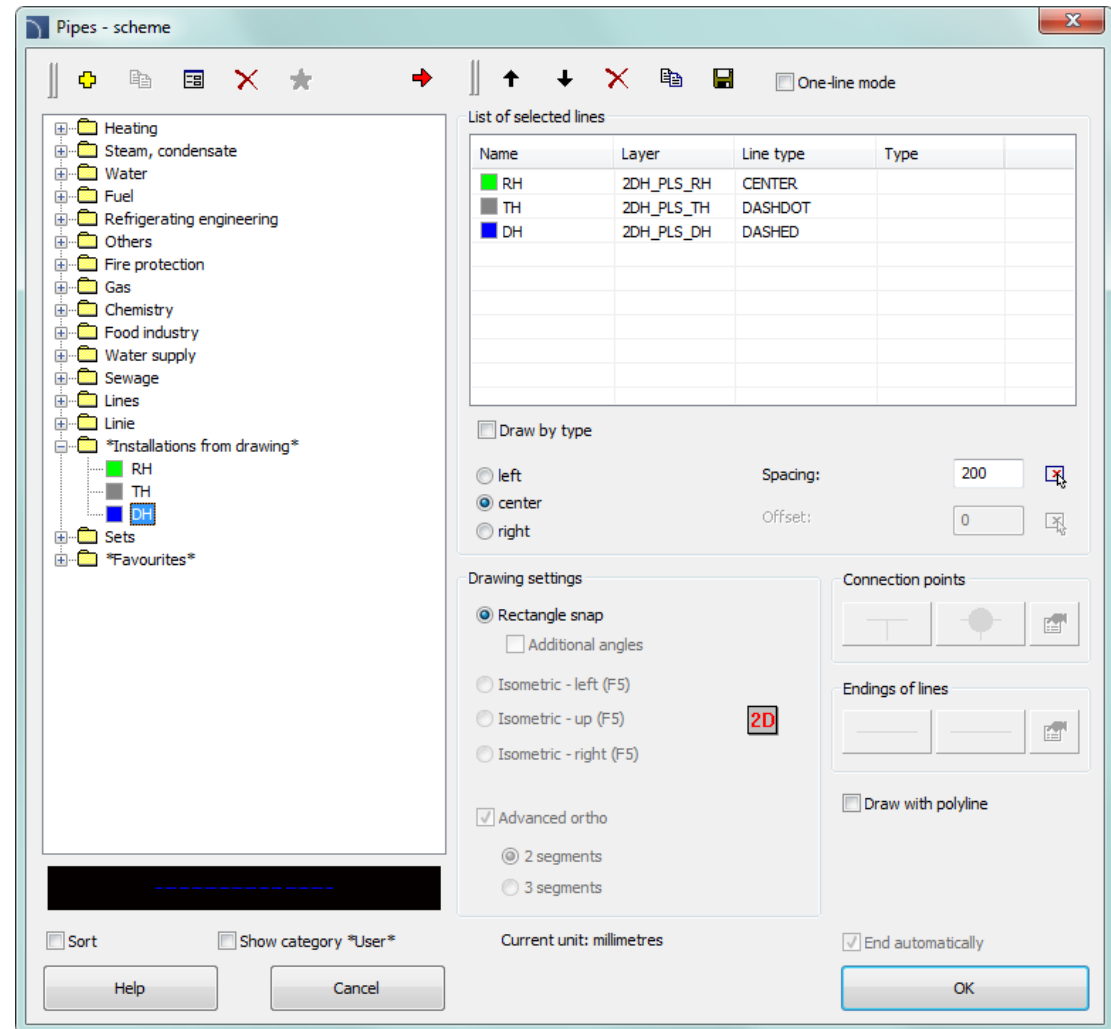 Pipes - scheme
One-line mode
Heating
Steam, condensate
Water
Fuel
Refrigerating engineering
Others
Fire protection
Gas
Chemistry
Food industry
Water supply
Sewage
Lines
Linie
*Installations from drawing*
RH
TH
DH
Sets
*Favourites*
Sort
Show category *User*
Help
Cancel
List of selected lines
Name Layer Line type Type
RH 2DH_PLS_RH CENTER
TH 2DH_PLS_TH DASHDOT
DH 2DH_PLS_DH DASHED
Draw by type
left
center
right
Spacing: 200
Offset: 0
Drawing settings
Rectangle snap
Additional angles
Isometric - left (F5)
Isometric - up (F5)
Isometric - right (F5)
2D
Advanced ortho
2 segments
3 segments
Connection points
Endings of lines
Draw with polyline
Current unit: millimetres
End automatically
OK